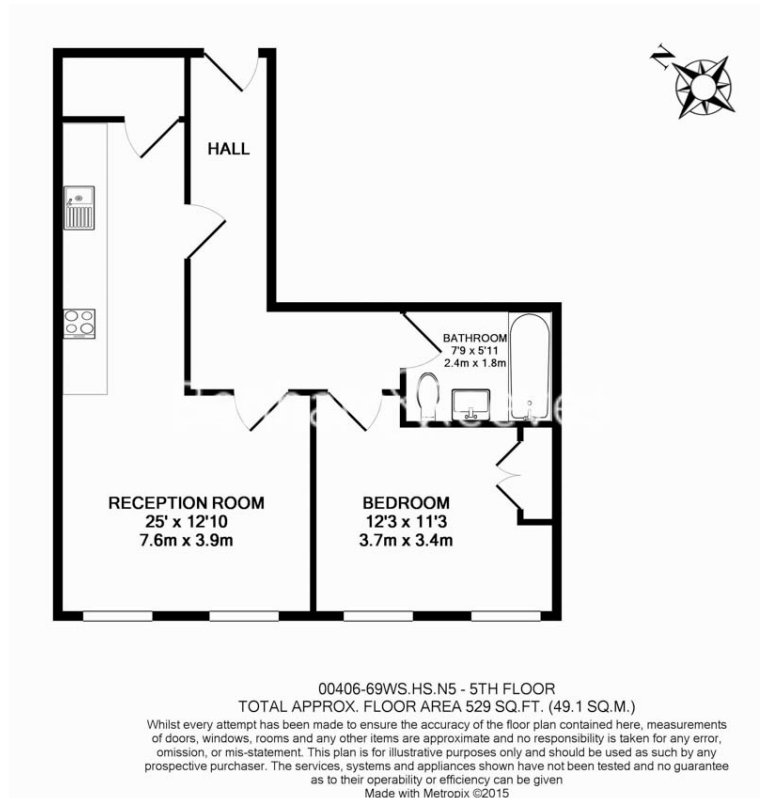 N
HALL
BATHROOM
7'9 x 5'11
2.4m x 1.8m
RECEPTION ROOM
25' x 12'10
7.6m x 3.9m
BEDROOM
12'3 x 11'3
3.7m x 3.4m
00406-69WS.HS.N5 - 5TH FLOOR
TOTAL APPROX. FLOOR AREA 529 SQ.FT. (49.1 SQ.M.)
Whilst every attempt has been made to ensure the accuracy of the floor plan contained here, measurements
of doors, windows, rooms and any other items are approximate and no responsibility is taken for any error,
omission, or mis-statement. This plan is for illustrative purposes only and should be used as such by any
prospective purchaser. The services, systems and appliances shown have not been tested and no guarantee
as to their operability or efficiency can be given
Made with Metropix ©2015